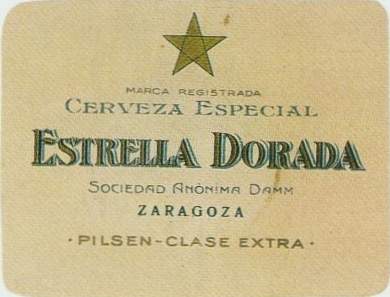 MARCA REGISTRADA
CERVEZA ESPECIAL
ESTRELLA DORADA
SOCIEDAD ANÓNIMA DAMM
ZARAGOZA
· PILSEN-CLASE EXTRA ·